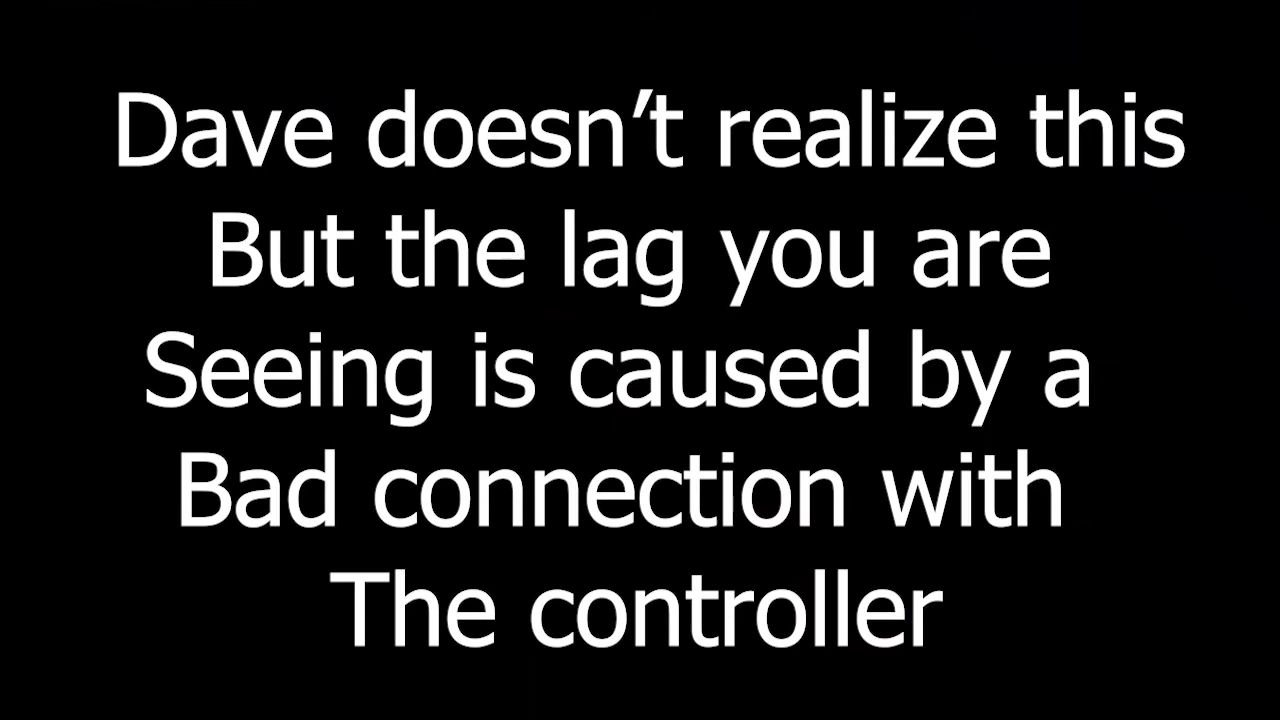 Dave doesn’t realize this
But the lag you are
Seeing is caused by a
Bad connection with
The controller